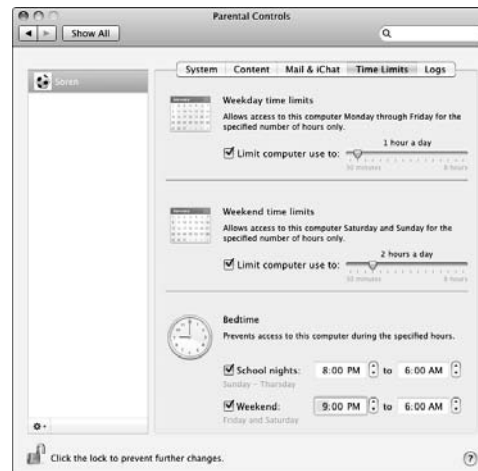 Parental Controls
Show All
System Content Mail & iChat Time Limits Logs
Soren
Weekday time limits
Allows access to this computer Monday through Friday for the
specified number of hours only.
1 hour a day
Limit computer use to:
30 minutes 8 hours
Weekend time limits
Allows access to this computer Saturday and Sunday for the
specified number of hours only.
2 hours a day
Limit computer use to:
30 minutes 8 hours
Bedtime
Prevents access to this computer during the specified hours.
School nights: 8:00 PM to 6:00 AM
Sunday – Thursday
Weekend: 9:00 PM to 6:00 AM
Friday and Saturday
Click the lock to prevent further changes.
?